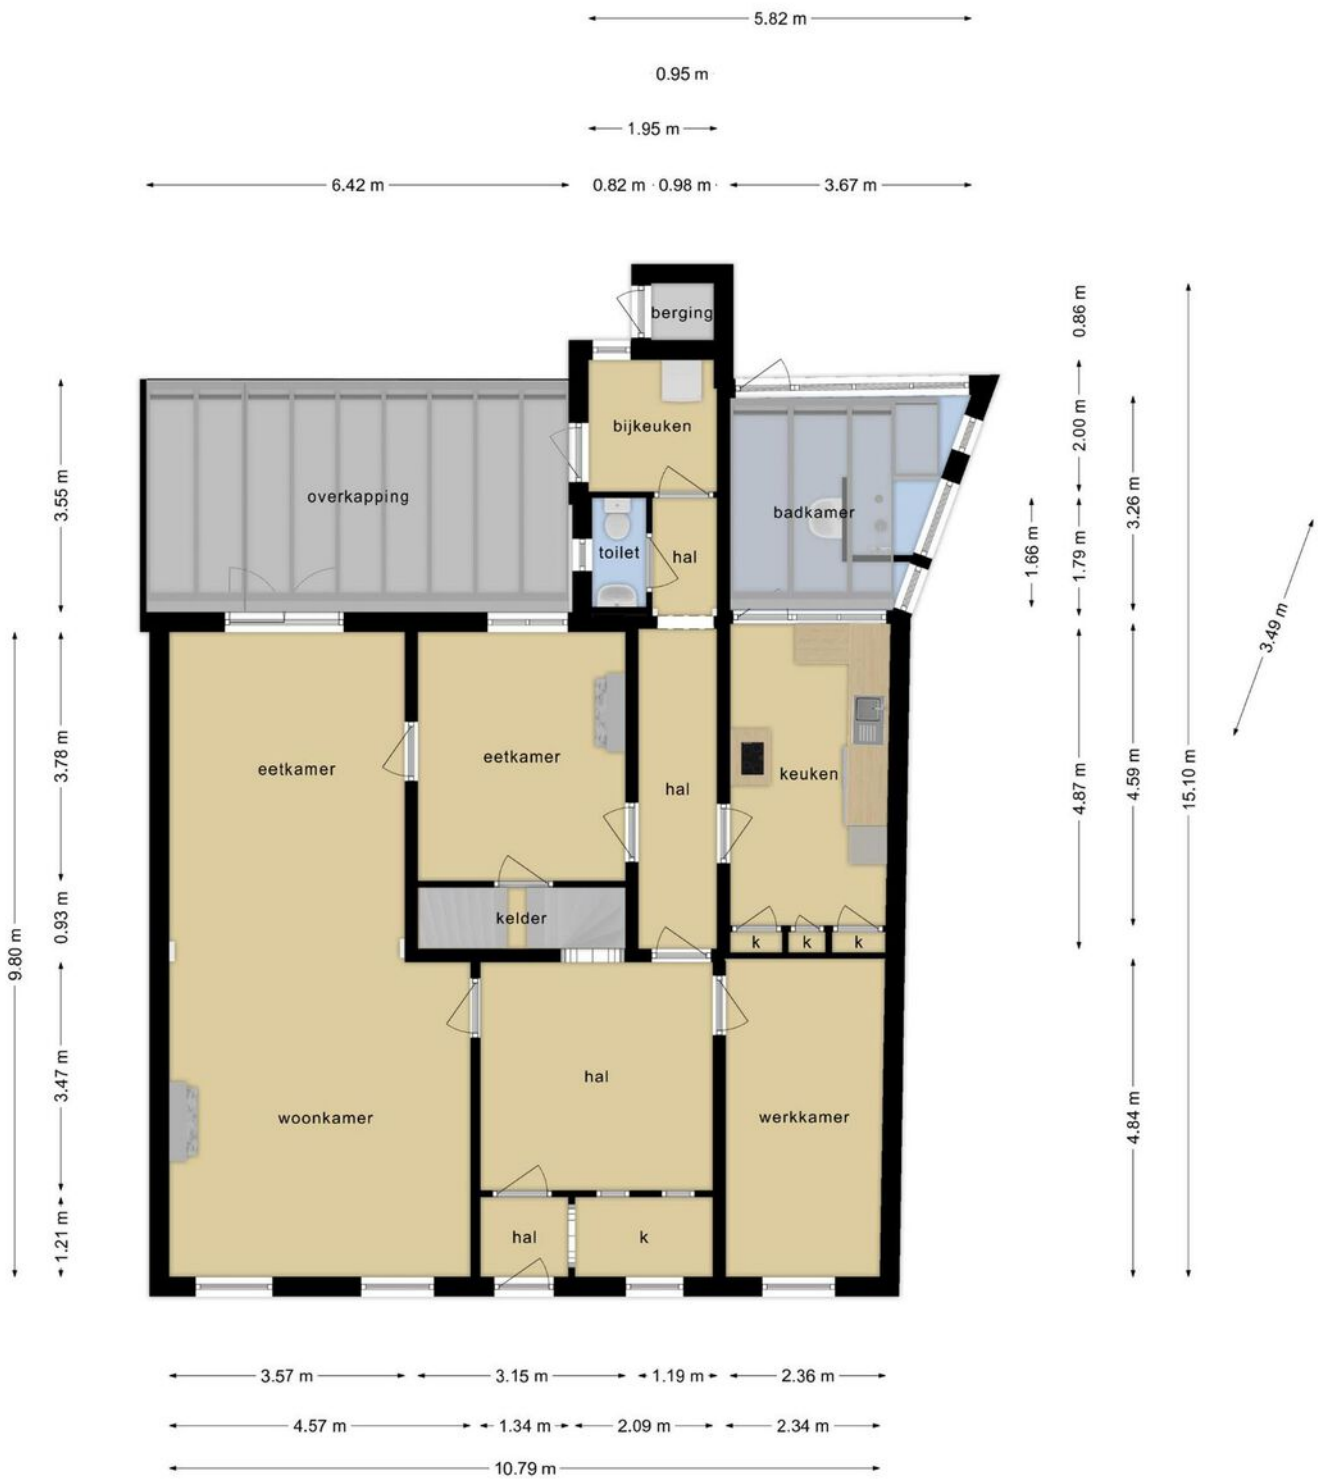 5.82 m
0.95 m
1.95 m
6.42 m
0.82 m
0.98 m
3.67 m
berging
bijkeuken
overkapping
toilet
hal
badkamer
eetkamer
eetkamer
hal
keuken
kelder
k
k
k
hal
woonkamer
werkkamer
hal
k
3.55 m
3.78 m
0.93 m
9.80 m
3.47 m
1.21 m
0.86 m
2.00 m
3.26 m
1.66 m
1.79 m
3.49 m
4.87 m
4.59 m
15.10 m
4.84 m
3.57 m
3.15 m
1.19 m
2.36 m
4.57 m
1.34 m
2.09 m
2.34 m
10.79 m